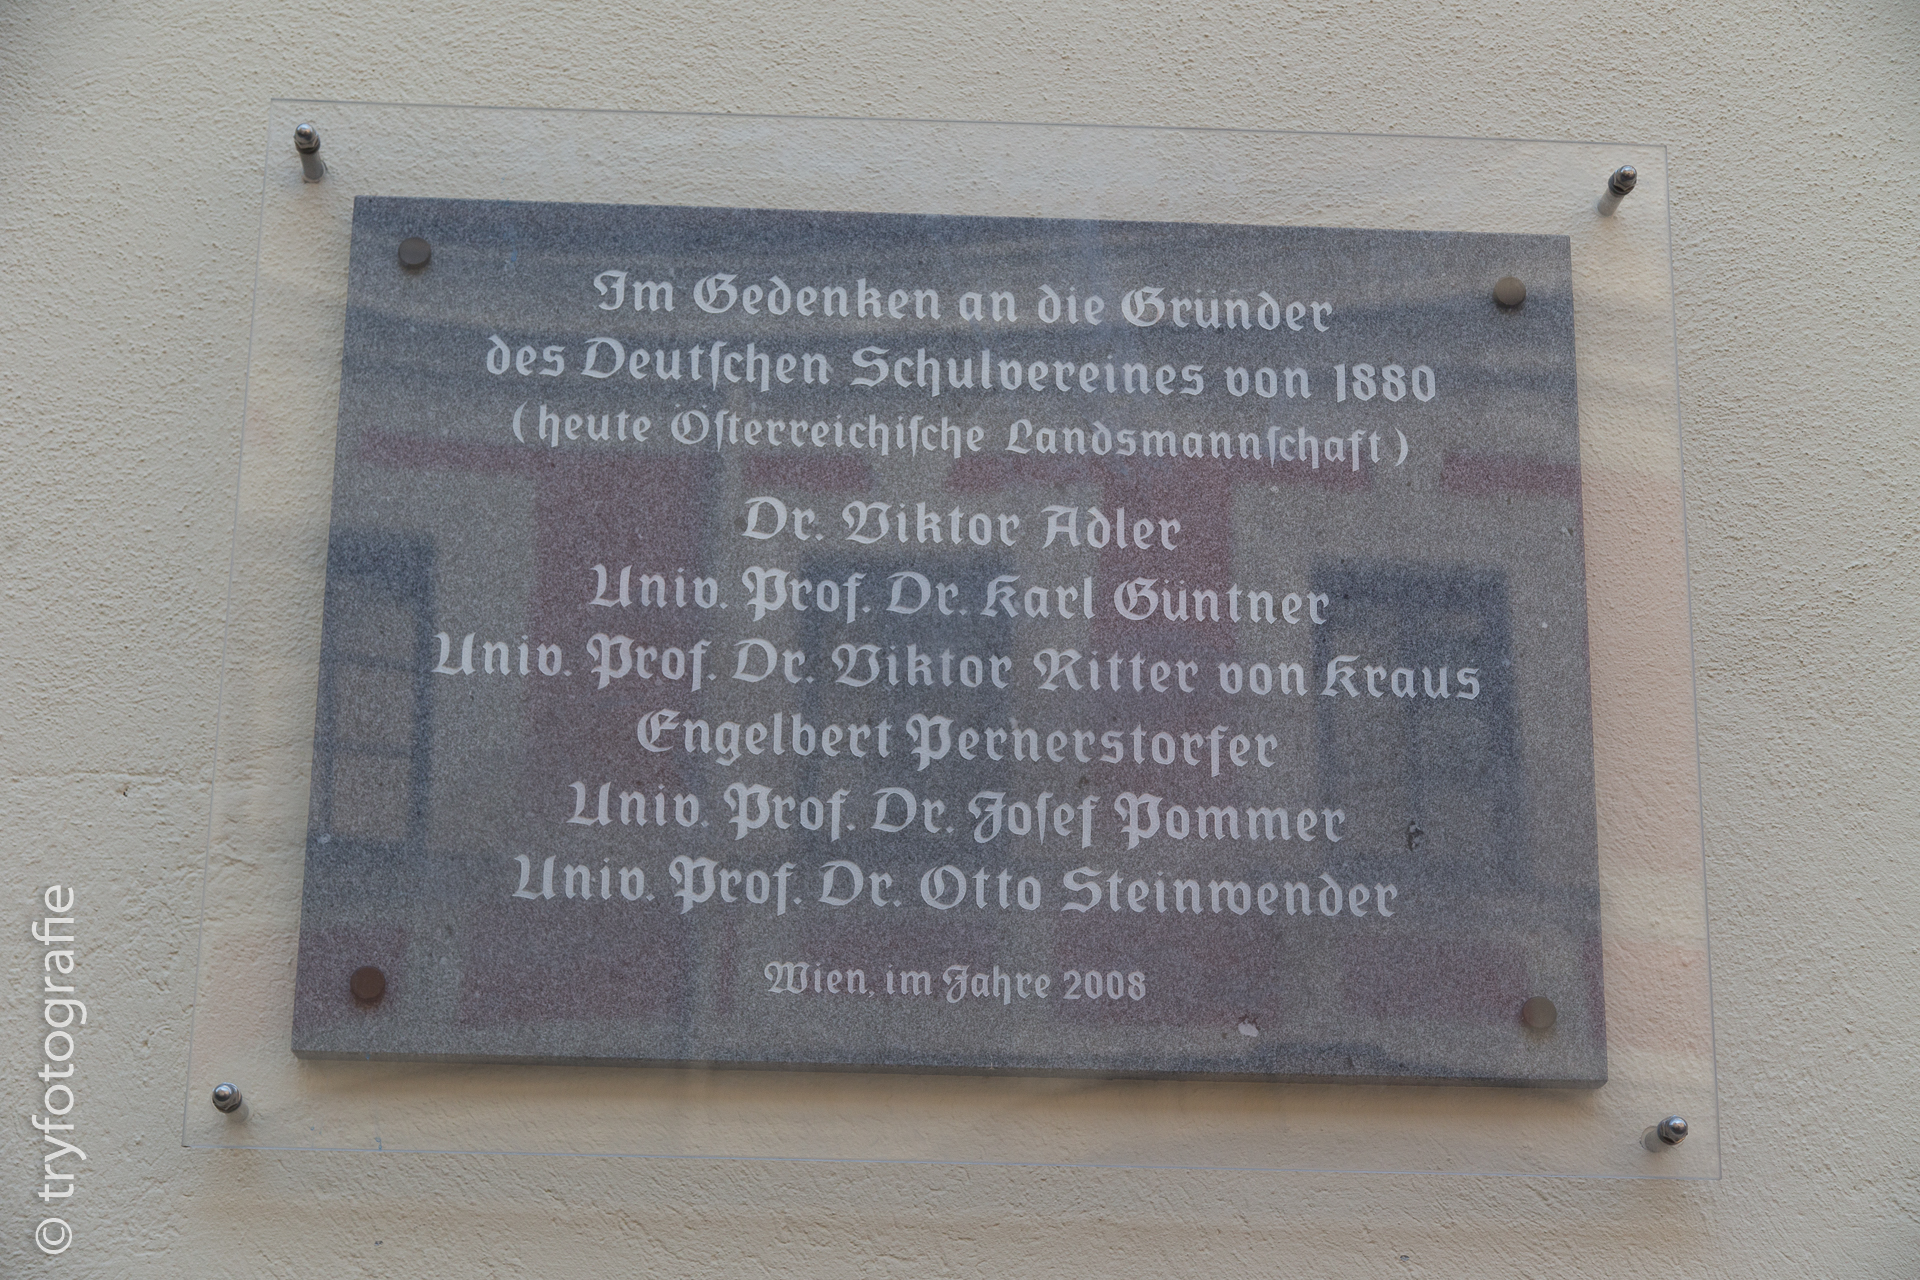 Im Gedenken an die Gründer
des Deutſchen Schulvereines von 1880
(heute Öſterreichiſche Landsmannſchaft)
Dr. Viktor Adler
Univ. Prof. Dr. Karl Güntner
Univ. Prof. Dr. Viktor Ritter von Kraus
Engelbert Pernerstorfer
Univ. Prof. Dr. Joſef Pommer
Univ. Prof. Dr. Otto Steinwender
Wien, im Jahre 2008
© tryfotografie